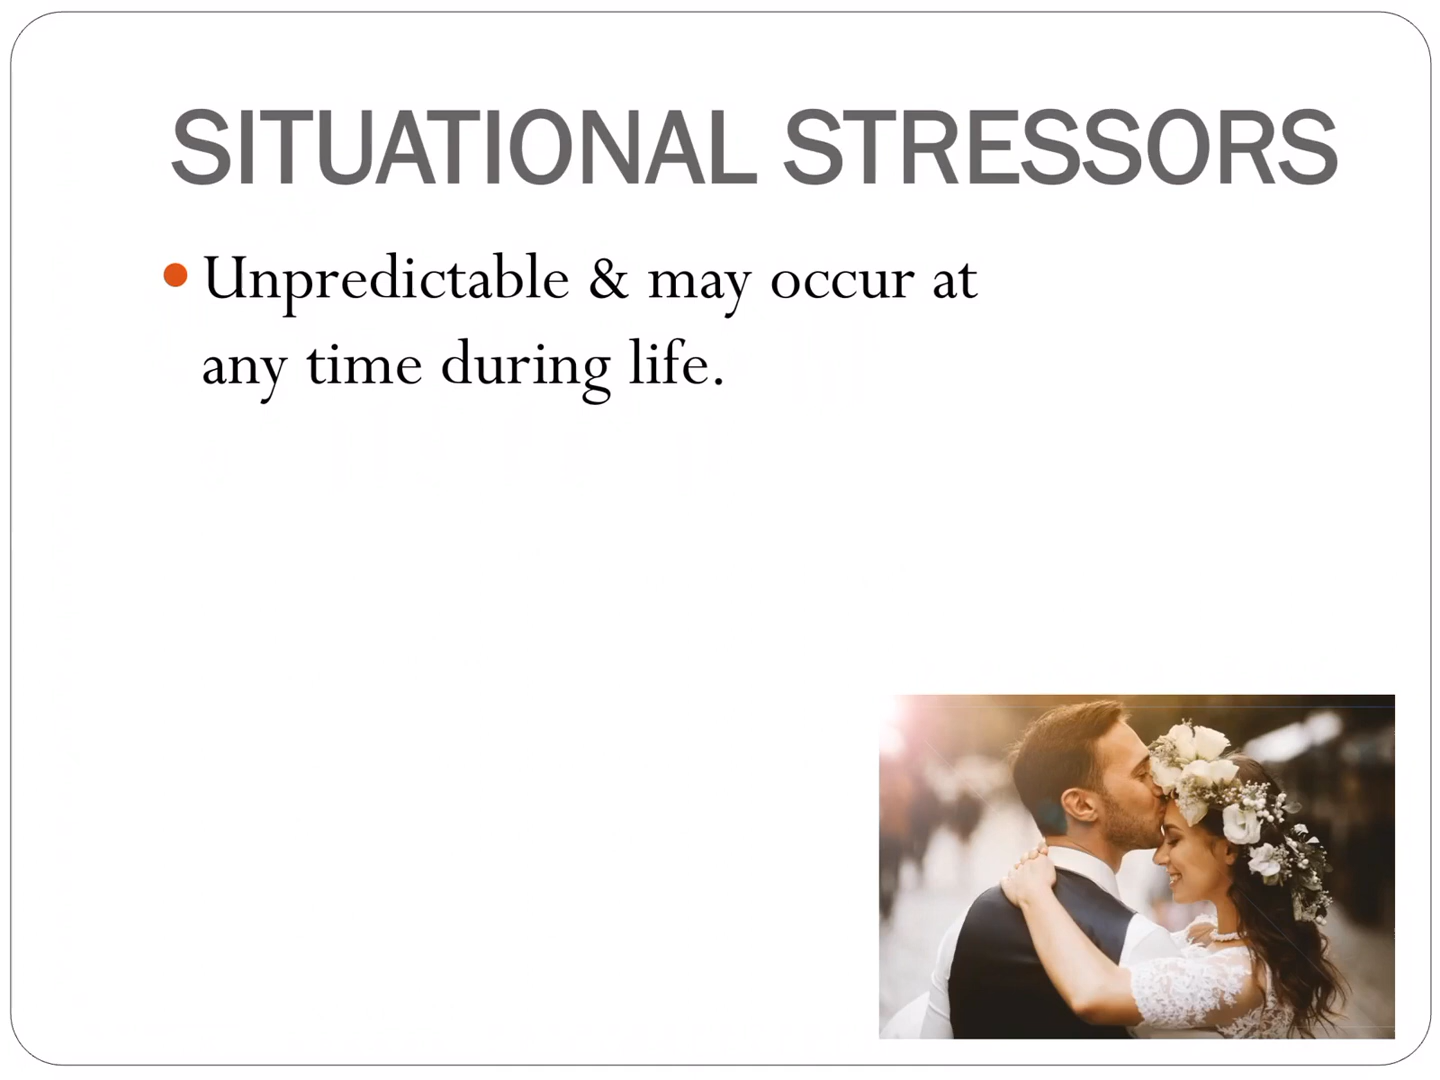 SITUATIONAL STRESSORS
Unpredictable & may occur at
any time during life.